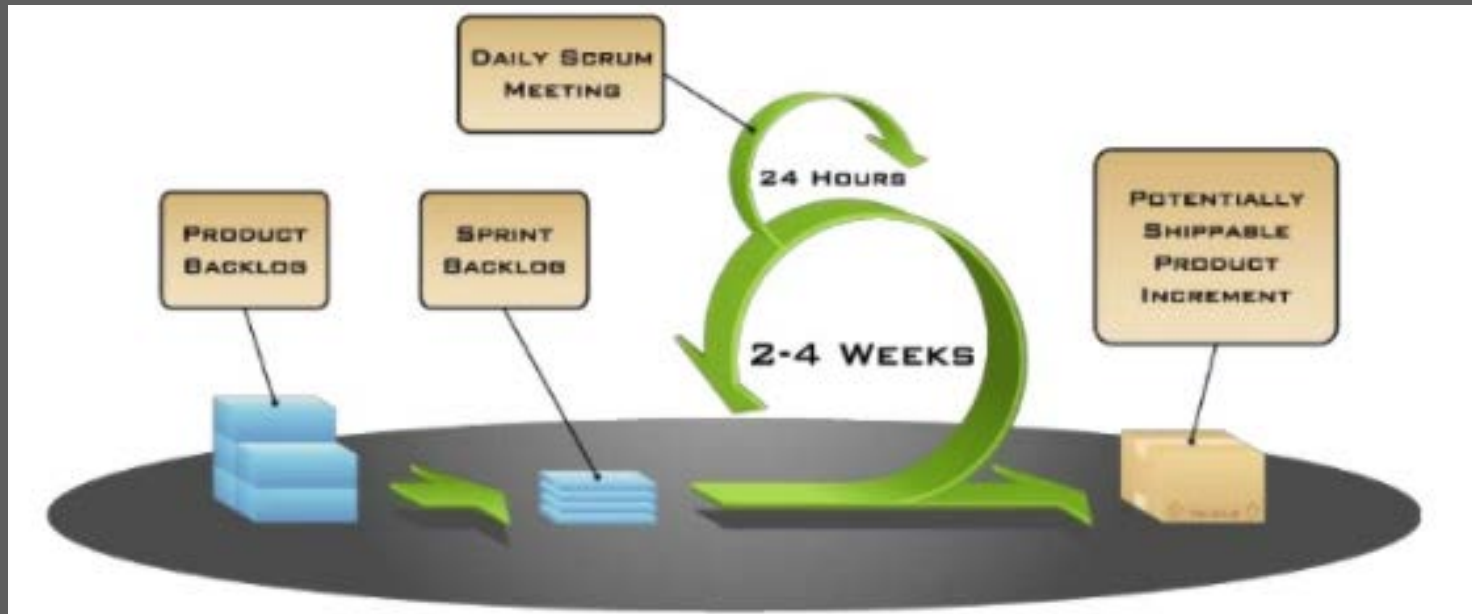 DAILY SCRUM
MEETING
24 HOURS
PRODUCT
BACKLOG
SPRINT
BACKLOG
POTENTIALLY
SHIPPABLE
PRODUCT
INCREMENT
2-4 WEEKS